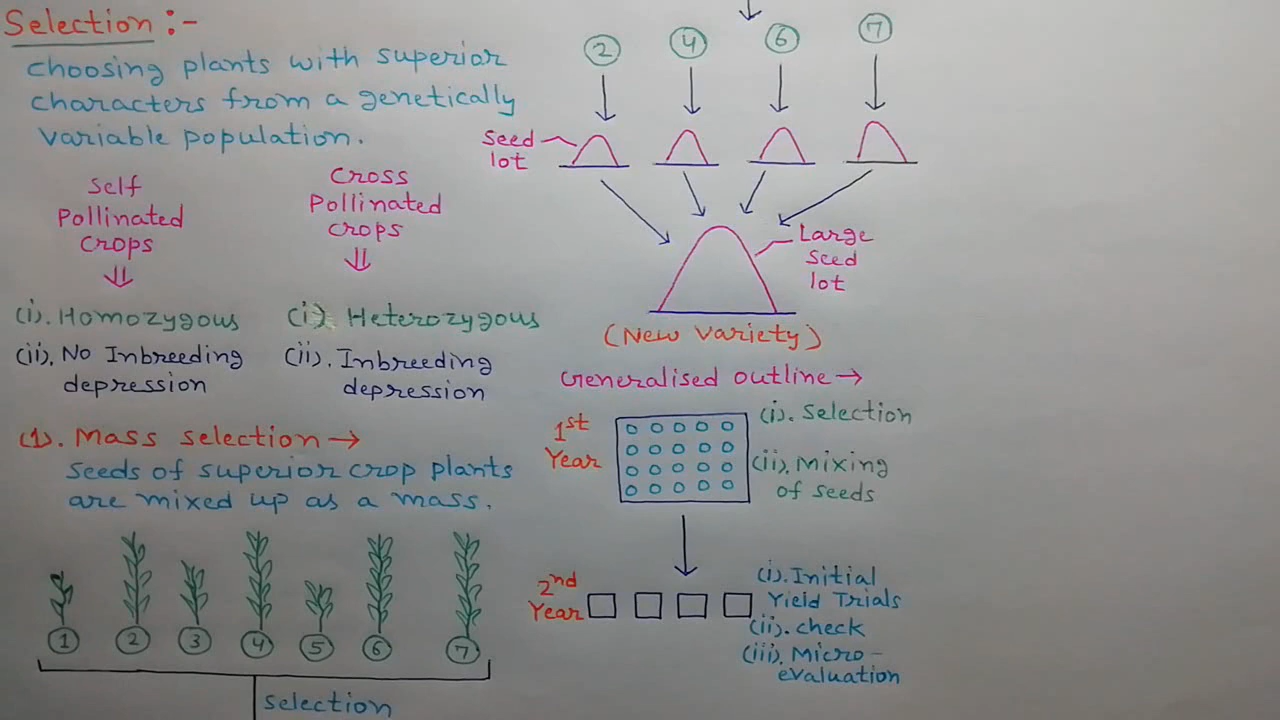 Selection :-
choosing plants with superior
characters from a genetically
variable population.
Self
Pollinated
crops
⇓
(i). Homozygous
(ii). No Inbreeding
depression
Cross
Pollinated
crops
⇓
(i). Heterozygous
(ii). Inbreeding
depression
(1). Mass selection →
Seeds of superior crop plants
are mixed up as a mass.
1 2 3 4 5 6 7
selection
2 4 6 7
Seed
lot
Large
Seed
lot
(New Variety)
Generalised outline →
1st
Year
(i). Selection
(ii). Mixing
of seeds
2nd
Year
(i). Initial
Yield Trials
(ii). check
(iii). Micro-
evaluation